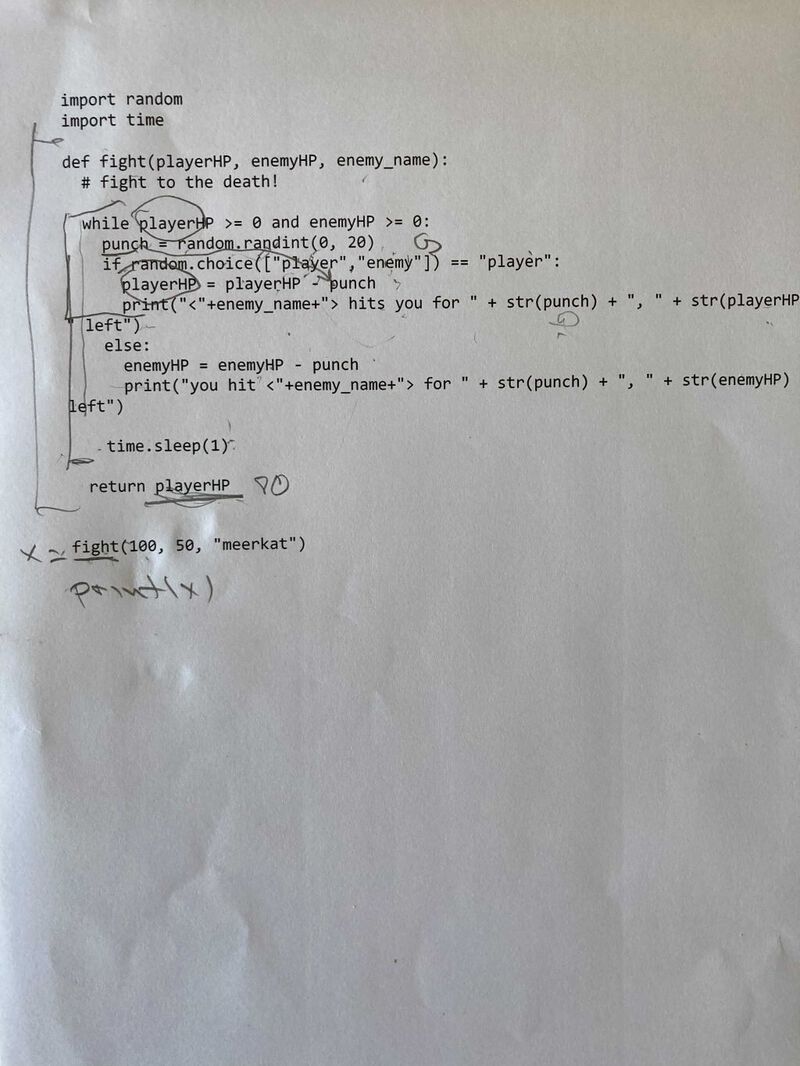 import random
import time
def fight(playerHP, enemyHP, enemy_name):
# fight to the death!
while playerHP >= 0 and enemyHP >= 0:
punch = random.randint(0, 20)
if random.choice(["player","enemy"]) == "player":
playerHP = playerHP - punch
print("<"+enemy_name+"> hits you for " + str(punch) + ", " + str(playerHP
left")
else:
enemyHP = enemyHP - punch
print("you hit <"+enemy_name+"> for " + str(punch) + ", " + str(enemyHP)
left")
time.sleep(1)
return playerHP 90
x = fight(100, 50, "meerkat")
print(x)